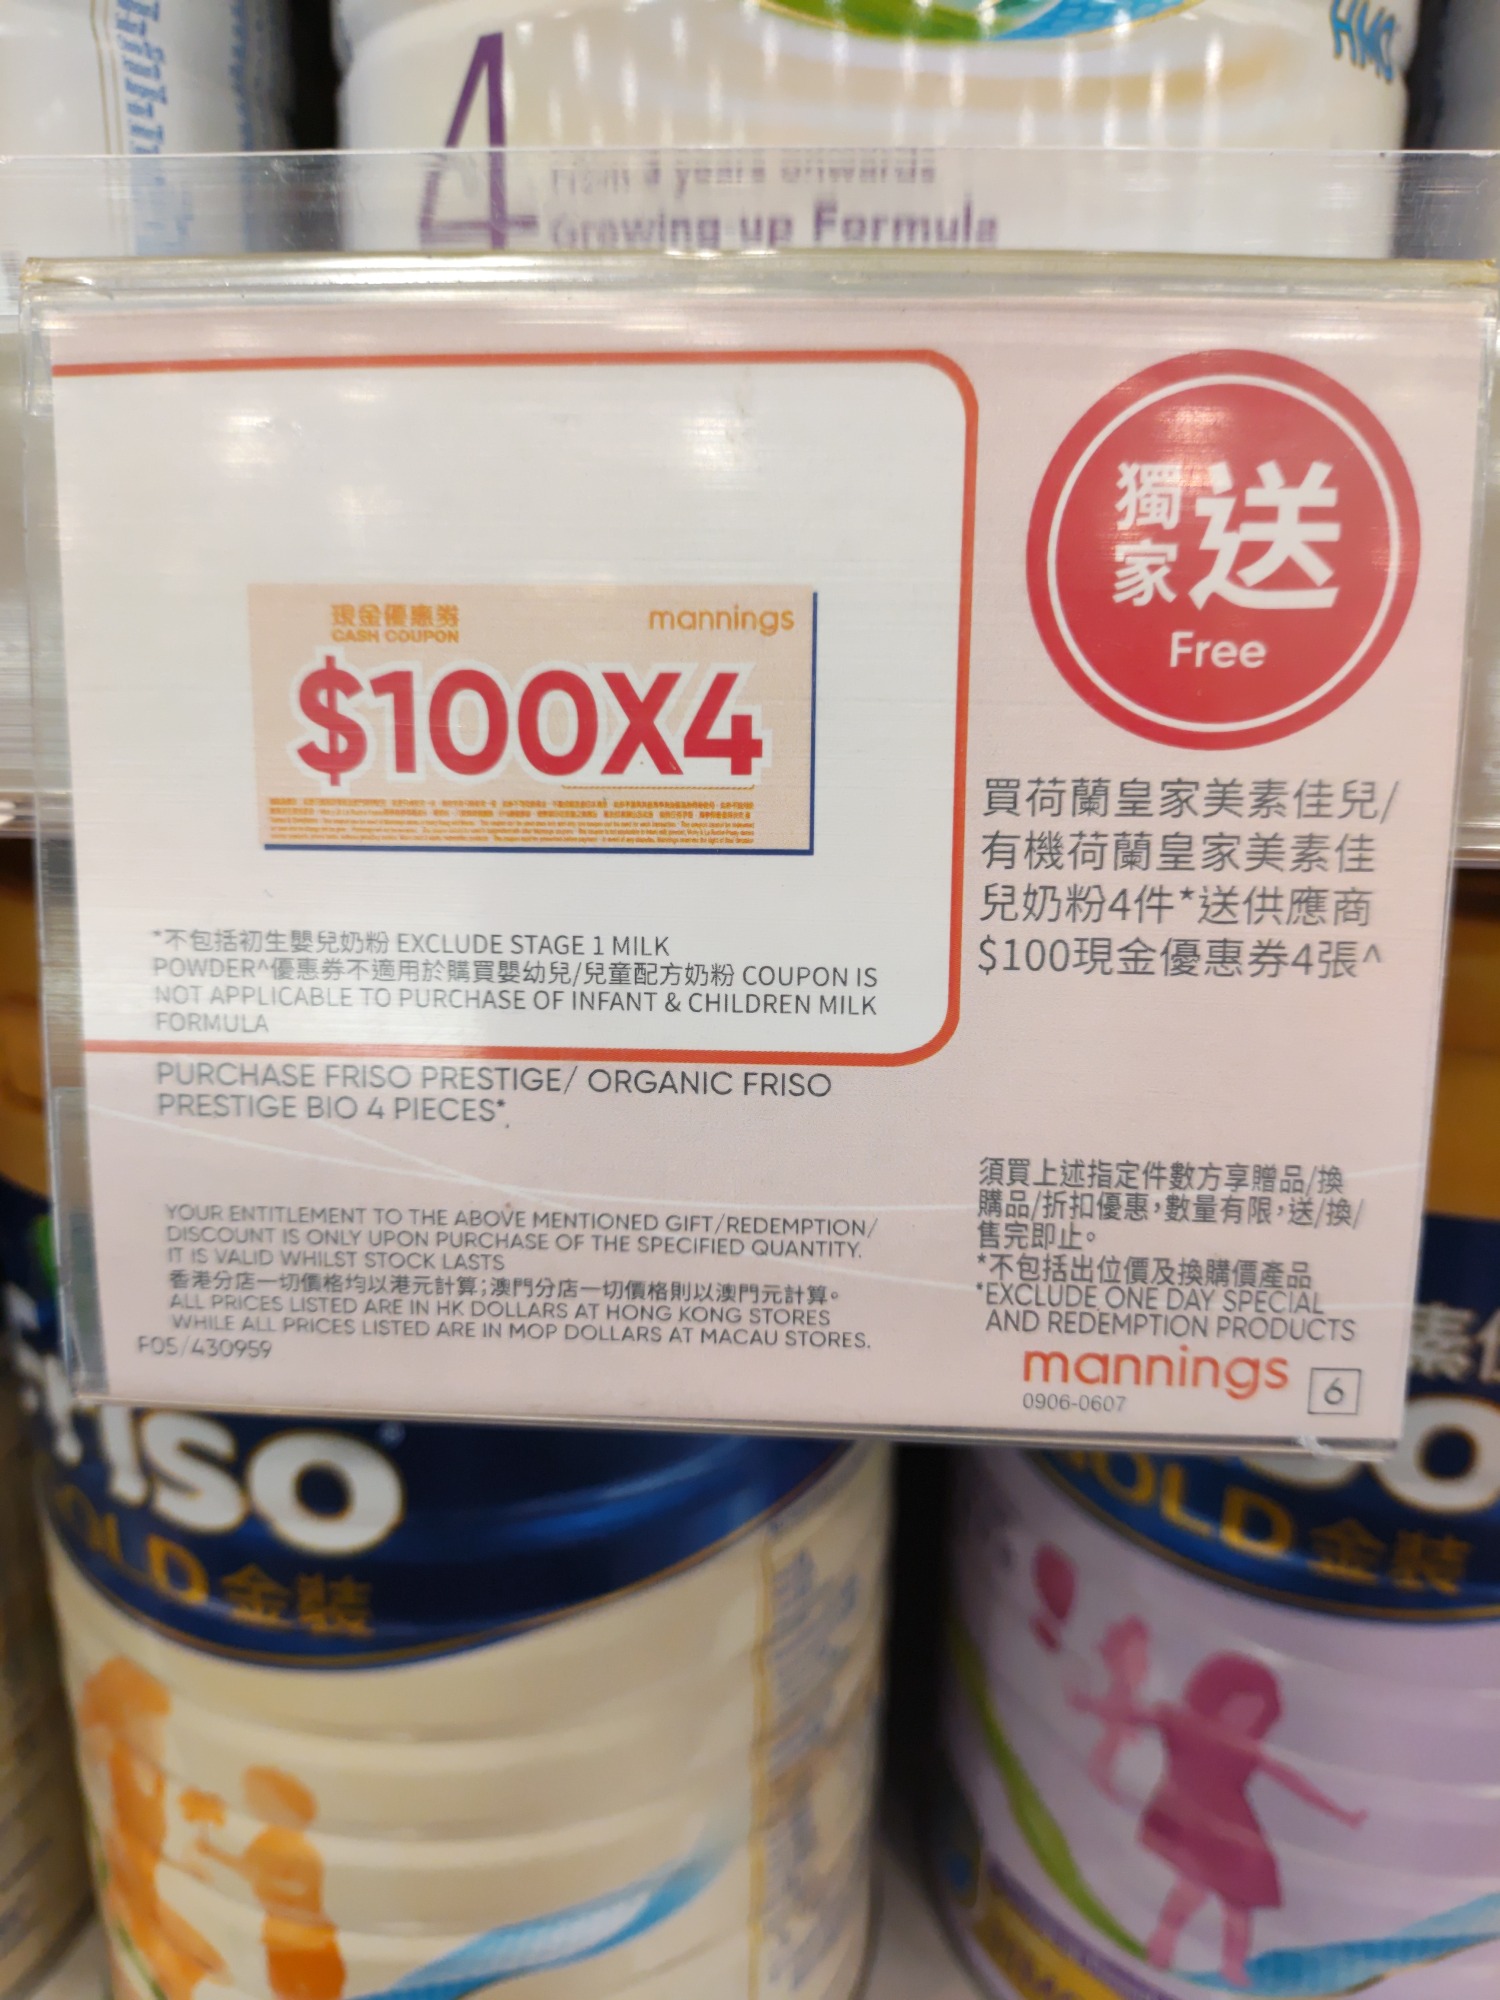 HMO
4
From 3 years onwards
Growing-up Formula
獨家送
Free
現金優惠券
CASH COUPON
mannings
$100X4
買荷蘭皇家美素佳兒/
有機荷蘭皇家美素佳
兒奶粉4件*送供應商
$100現金優惠券4張^
*不包括初生嬰兒奶粉 EXCLUDE STAGE 1 MILK
POWDER^優惠券不適用於購買嬰幼兒/兒童配方奶粉 COUPON IS
NOT APPLICABLE TO PURCHASE OF INFANT & CHILDREN MILK
FORMULA
PURCHASE FRISO PRESTIGE/ ORGANIC FRISO
PRESTIGE BIO 4 PIECES*
YOUR ENTITLEMENT TO THE ABOVE MENTIONED GIFT/REDEMPTION/
DISCOUNT IS ONLY UPON PURCHASE OF THE SPECIFIED QUANTITY.
IT IS VALID WHILST STOCK LASTS
香港分店一切價格均以港元計算;澳門分店一切價格則以澳門元計算。
ALL PRICES LISTED ARE IN HK DOLLARS AT HONG KONG STORES
WHILE ALL PRICES LISTED ARE IN MOP DOLLARS AT MACAU STORES.
F05/430959
須買上述指定件數方享贈品/換
購品/折扣優惠,數量有限,送/換/
售完即止。
*不包括出位價及換購價產品
*EXCLUDE ONE DAY SPECIAL
AND REDEMPTION PRODUCTS
mannings 6
0906-0607
Friso
GOLD 金裝
素佳
SO
GOLD 金裝